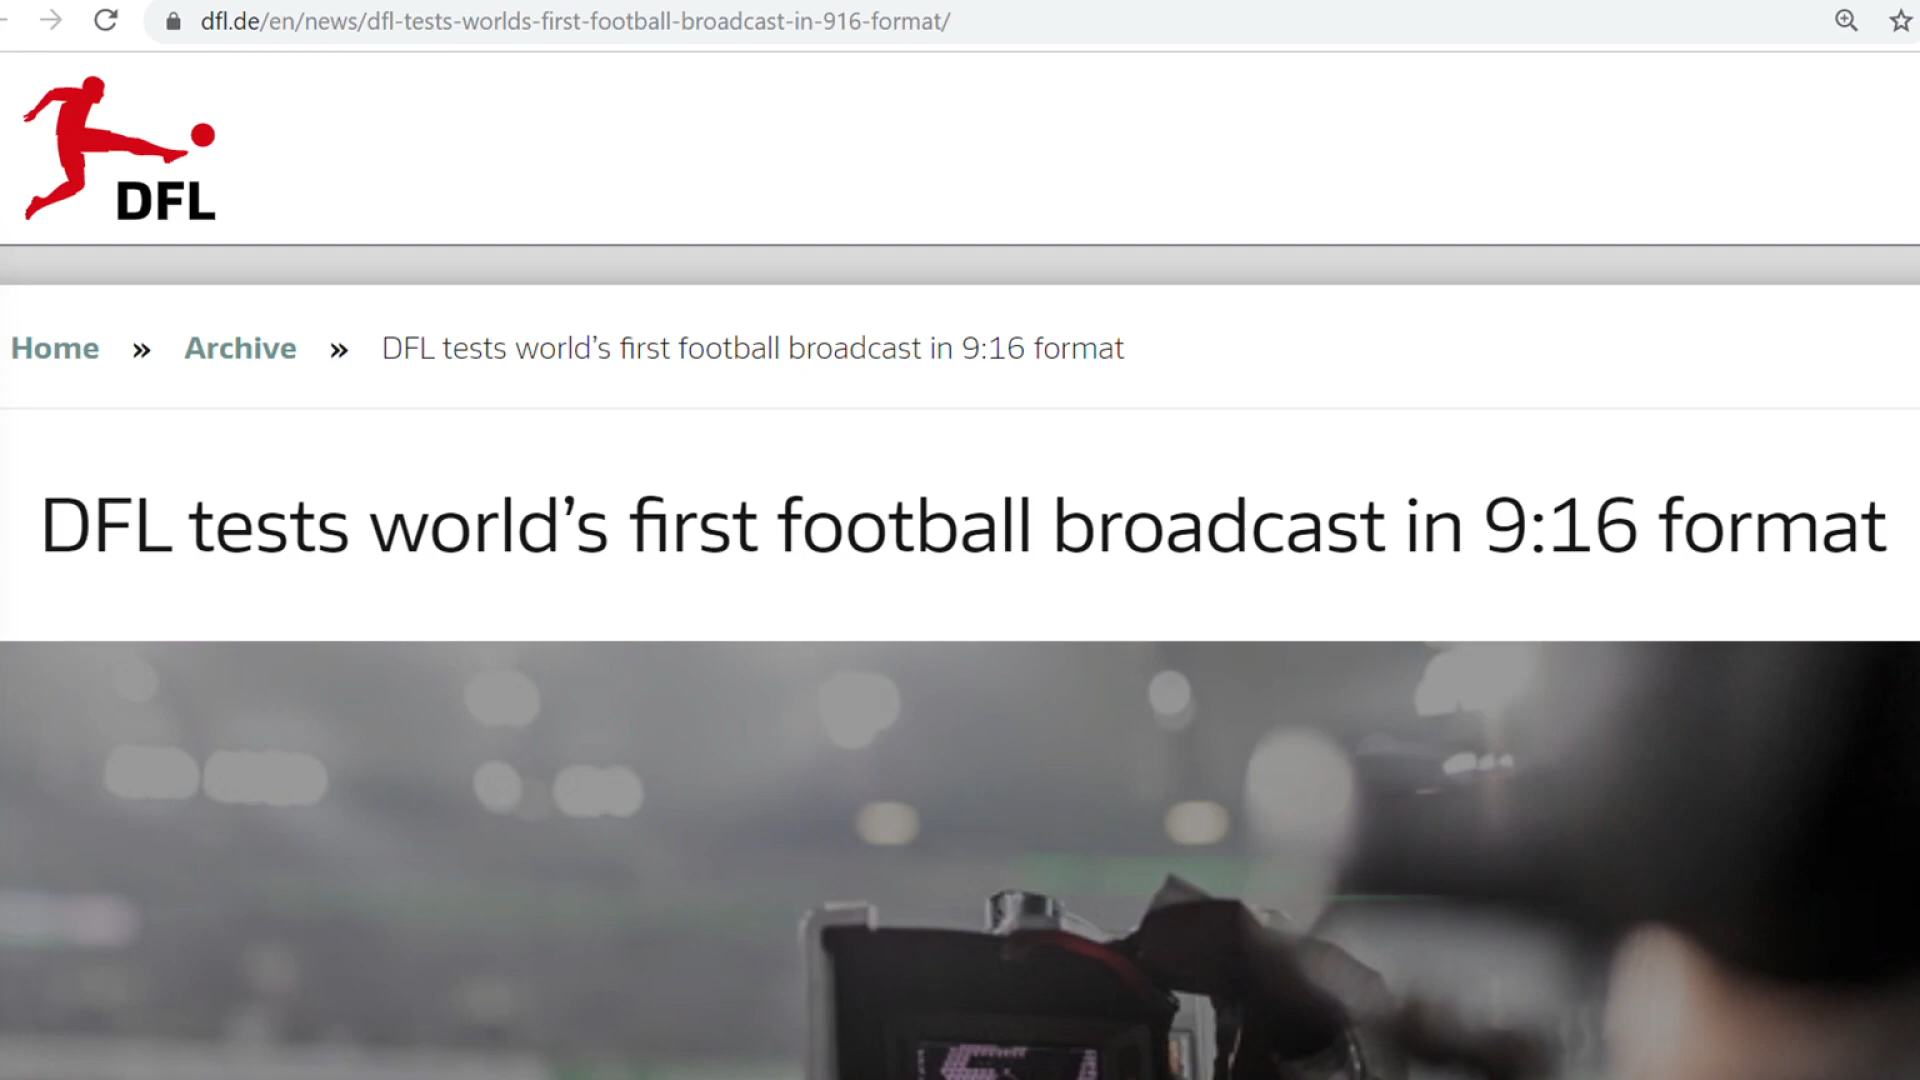 dfl.de/en/news/dfl-tests-worlds-first-football-broadcast-in-916-format/
DFL
Home » Archive » DFL tests world’s first football broadcast in 9:16 format
DFL tests world’s first football broadcast in 9:16 format